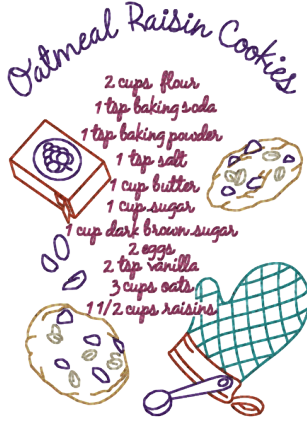 Oatmeal Raisin Cookies
2 cups flour
1 tsp baking soda
1 tsp baking powder
1 tsp salt
1 cup butter
1 cup sugar
1 cup dark brown sugar
2 eggs
2 tsp vanilla
3 cups oats
1 1/2 cups raisins